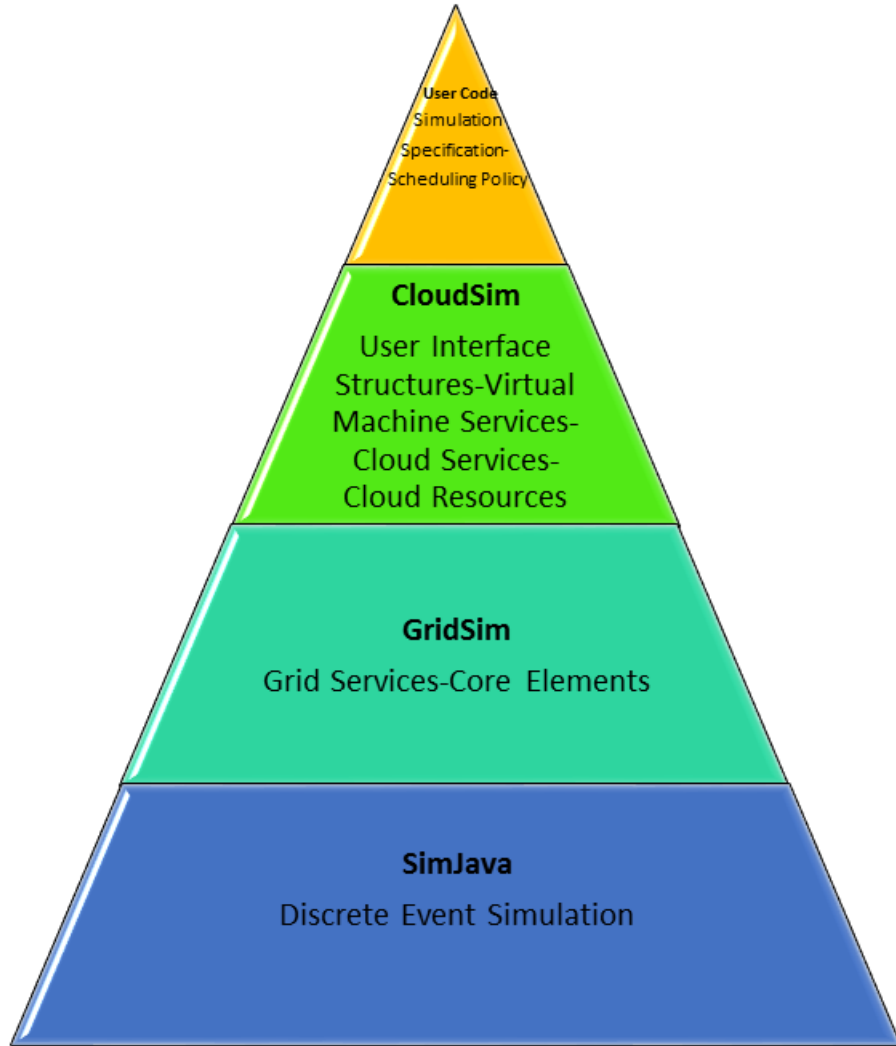 User Code
Simulation
Specification-
Scheduling Policy
CloudSim
User Interface
Structures-Virtual
Machine Services-
Cloud Services-
Cloud Resources
GridSim
Grid Services-Core Elements
SimJava
Discrete Event Simulation